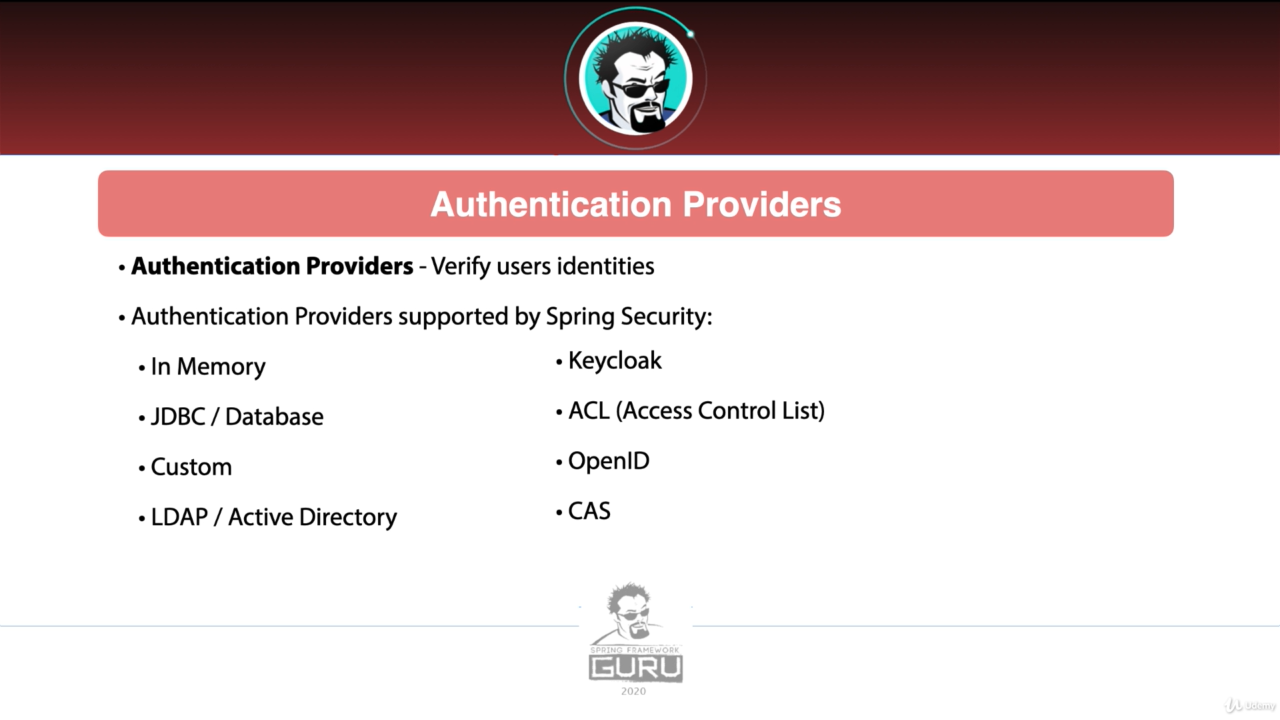 Authentication Providers
• Authentication Providers - Verify users identities
• Authentication Providers supported by Spring Security:
• In Memory
• JDBC / Database
• Custom
• LDAP / Active Directory
• Keycloak
• ACL (Access Control List)
• OpenID
• CAS
SPRING FRAMEWORK
GURU
2020
Udemy